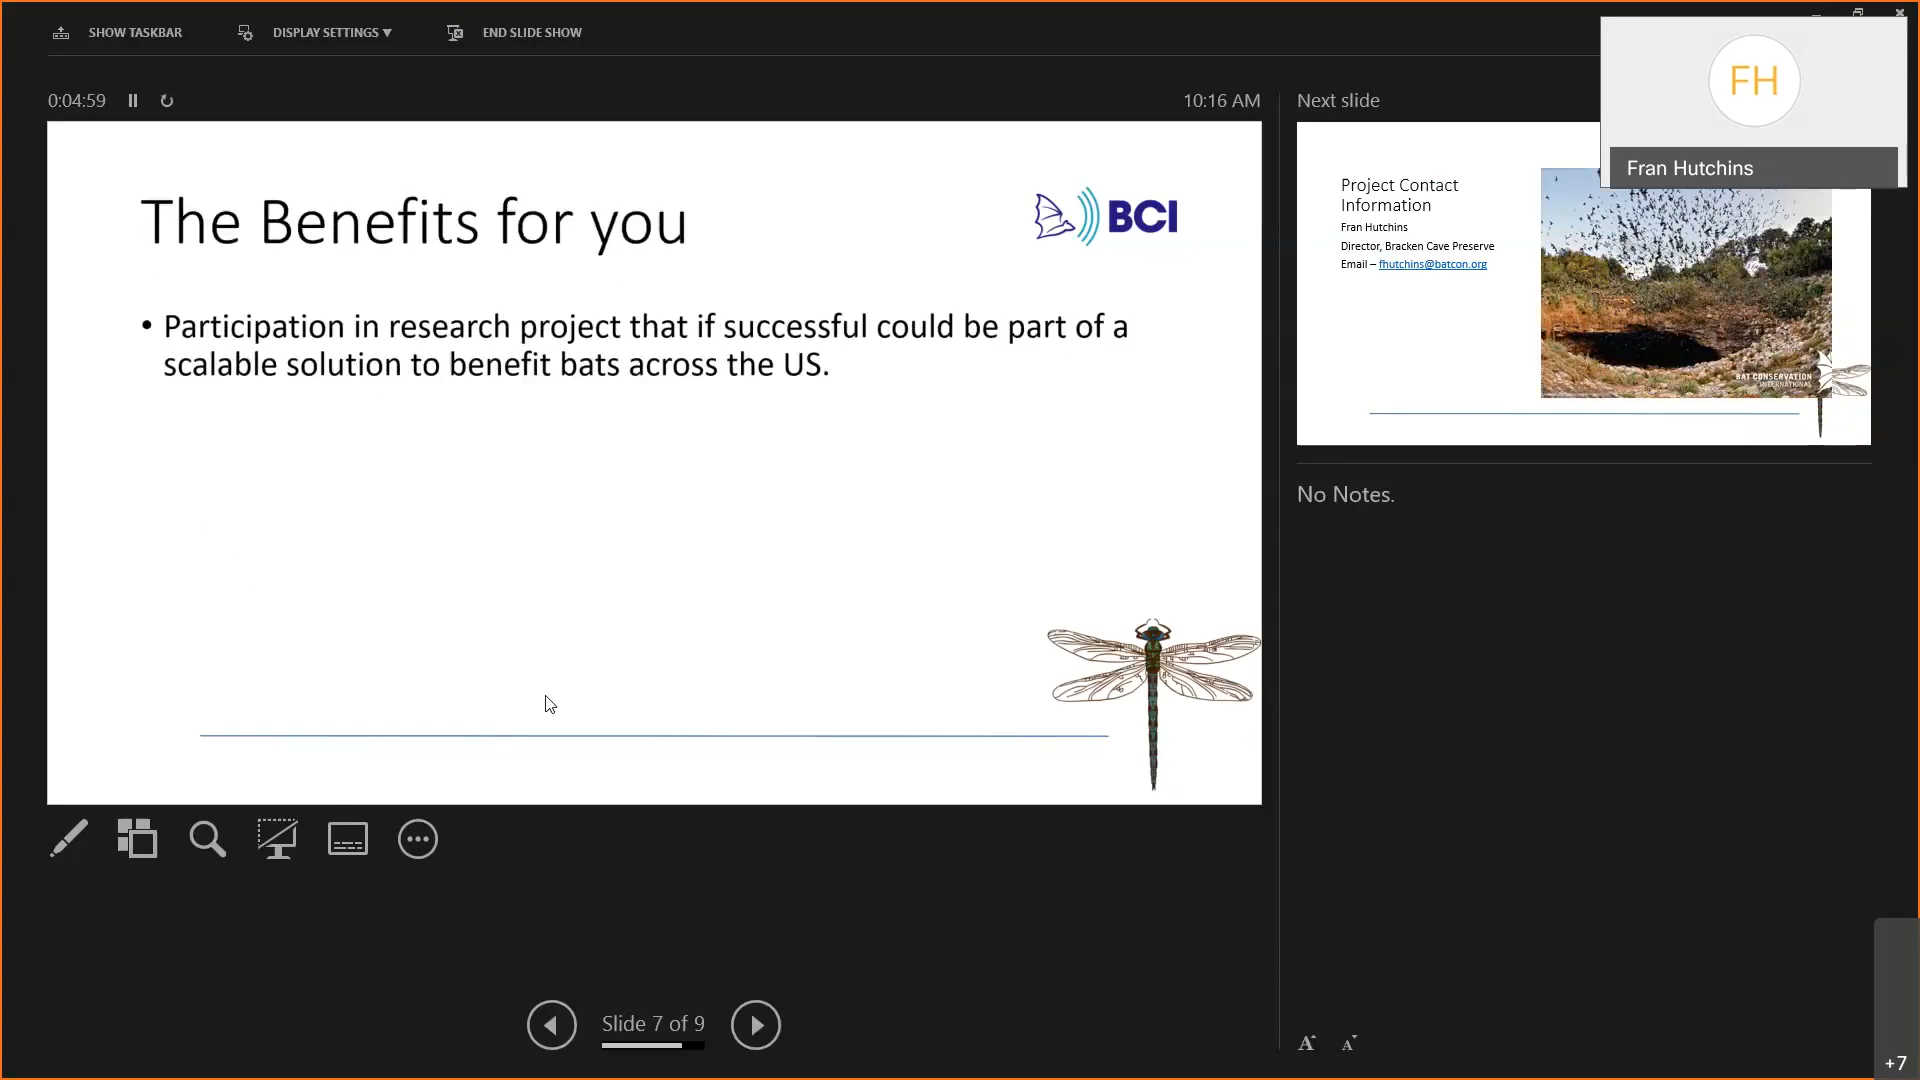 SHOW TASKBAR
DISPLAY SETTINGS ▼
END SLIDE SHOW
FH
Fran Hutchins
0:04:59
10:16 AM
Next slide
The Benefits for you
BCI
• Participation in research project that if successful could be part of a
scalable solution to benefit bats across the US.
Project Contact
Information
Fran Hutchins
Director, Bracken Cave Preserve
Email – fhutchins@batcon.org
BAT CONSERVATION
INTERNATIONAL
No Notes.
Slide 7 of 9
A
A
+7